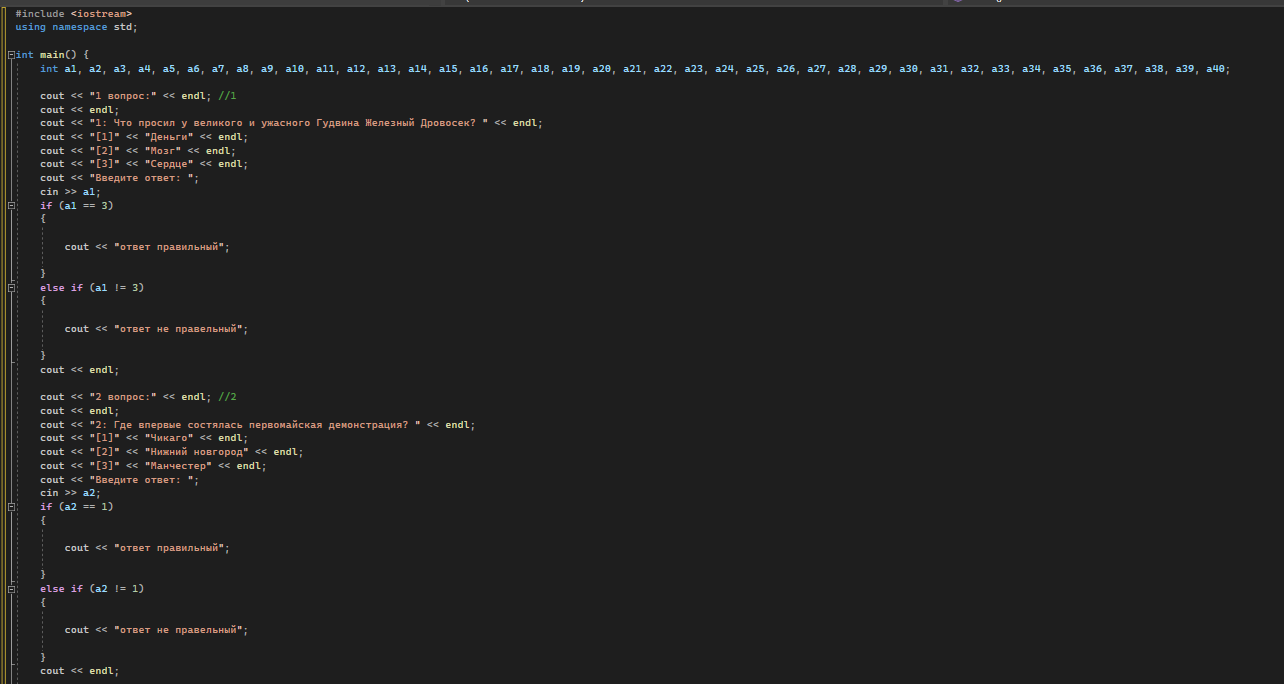 #include <iostream>
using namespace std;
int main() {
int a1, a2, a3, a4, a5, a6, a7, a8, a9, a10, a11, a12, a13, a14, a15, a16, a17, a18, a19, a20, a21, a22, a23, a24, a25, a26, a27, a28, a29, a30, a31, a32, a33, a34, a35, a36, a37, a38, a39, a40;
cout << "1 вопрос:" << endl; //1
cout << endl;
cout << "1: Что просил у великого и ужасного Гудвина Железный Дровосек? " << endl;
cout << "[1]" << "Деньги" << endl;
cout << "[2]" << "Мозг" << endl;
cout << "[3]" << "Сердце" << endl;
cout << "Введите ответ: ";
cin >> a1;
if (a1 == 3)
{
cout << "ответ правильный";
}
else if (a1 != 3)
{
cout << "ответ не правельный";
}
cout << endl;
cout << "2 вопрос:" << endl; //2
cout << endl;
cout << "2: Где впервые состялась первомайская демонстрация? " << endl;
cout << "[1]" << "Чикаго" << endl;
cout << "[2]" << "Нижний новгород" << endl;
cout << "[3]" << "Манчестер" << endl;
cout << "Введите ответ: ";
cin >> a2;
if (a2 == 1)
{
cout << "ответ правильный";
}
else if (a2 != 1)
{
cout << "ответ не правельный";
}
cout << endl;